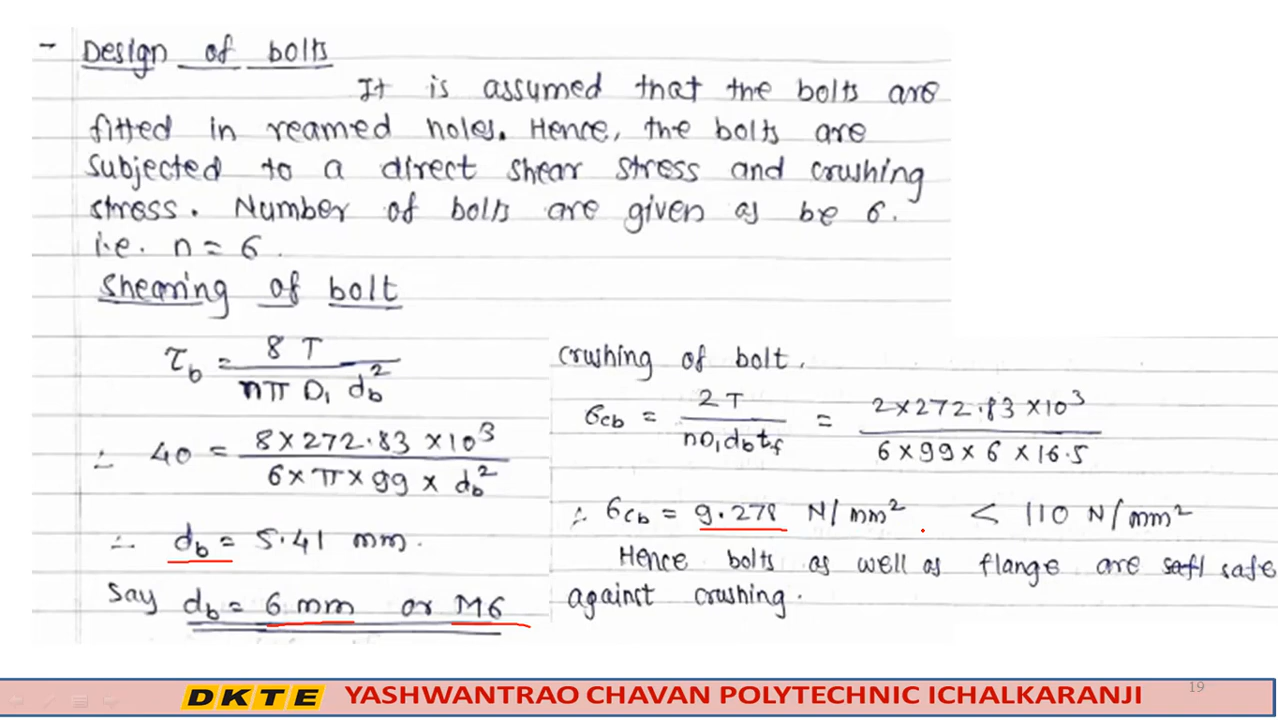 - Design of bolts
It is assumed that the bolts are
fitted in reamed holes. Hence, the bolts are
subjected to a direct shear stress and crushing
stress. Number of bolts are given as be 6.
i.e. n = 6.
Shearing of bolt
τb = 8 T / nπ D₁ db²
∴ 40 = 8 × 272.83 × 10³ / 6 × π × 99 × db²
∴ db = 5.41 mm.
Say db = 6 mm or M6
Crushing of bolt.
σcb = 2T / nD₁dbtf = 2×272.83×10³ / 6×99×6×16.5
∴ σcb = 9.278 N/mm² < 110 N/mm²
Hence bolts as well as flange are safl safe
against crushing.
19
DKTE YASHWANTRAO CHAVAN POLYTECHNIC ICHALKARANJI